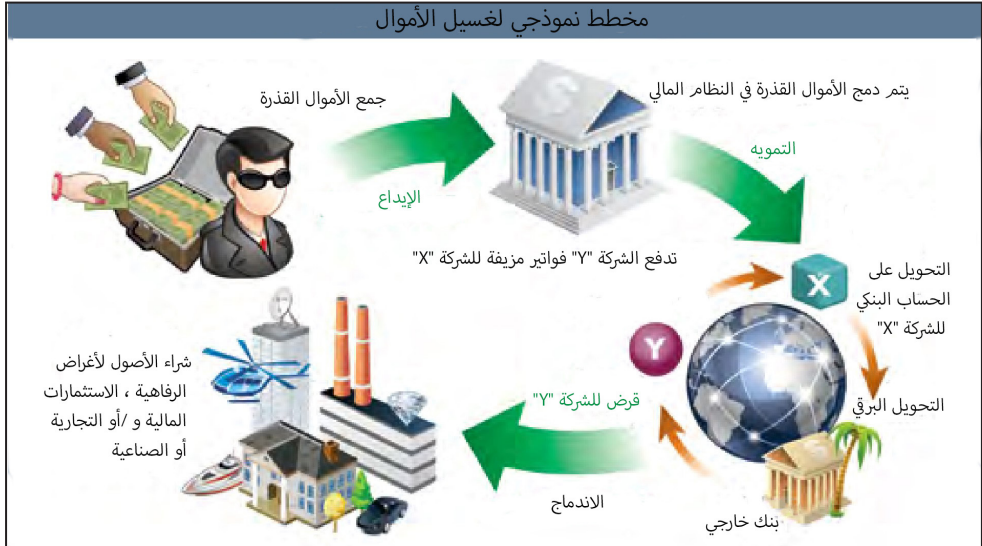 مخطط نموذجي لغسيل الأموال
جمع الأموال القذرة
الإيداع
يتم دمج الأموال القذرة في النظام المالي
التمويه
تدفع الشركة "Y" فواتير مزيفة للشركة "X"
X
التحويل على
الحساب البنكي
للشركة "X"
التحويل البرقي
بنك خارجي
Y
قرض للشركة "Y"
الاندماج
شراء الأصول لأغراض
الرفاهية ، الاستثمارات
المالية و /أو التجارية
أو الصناعية